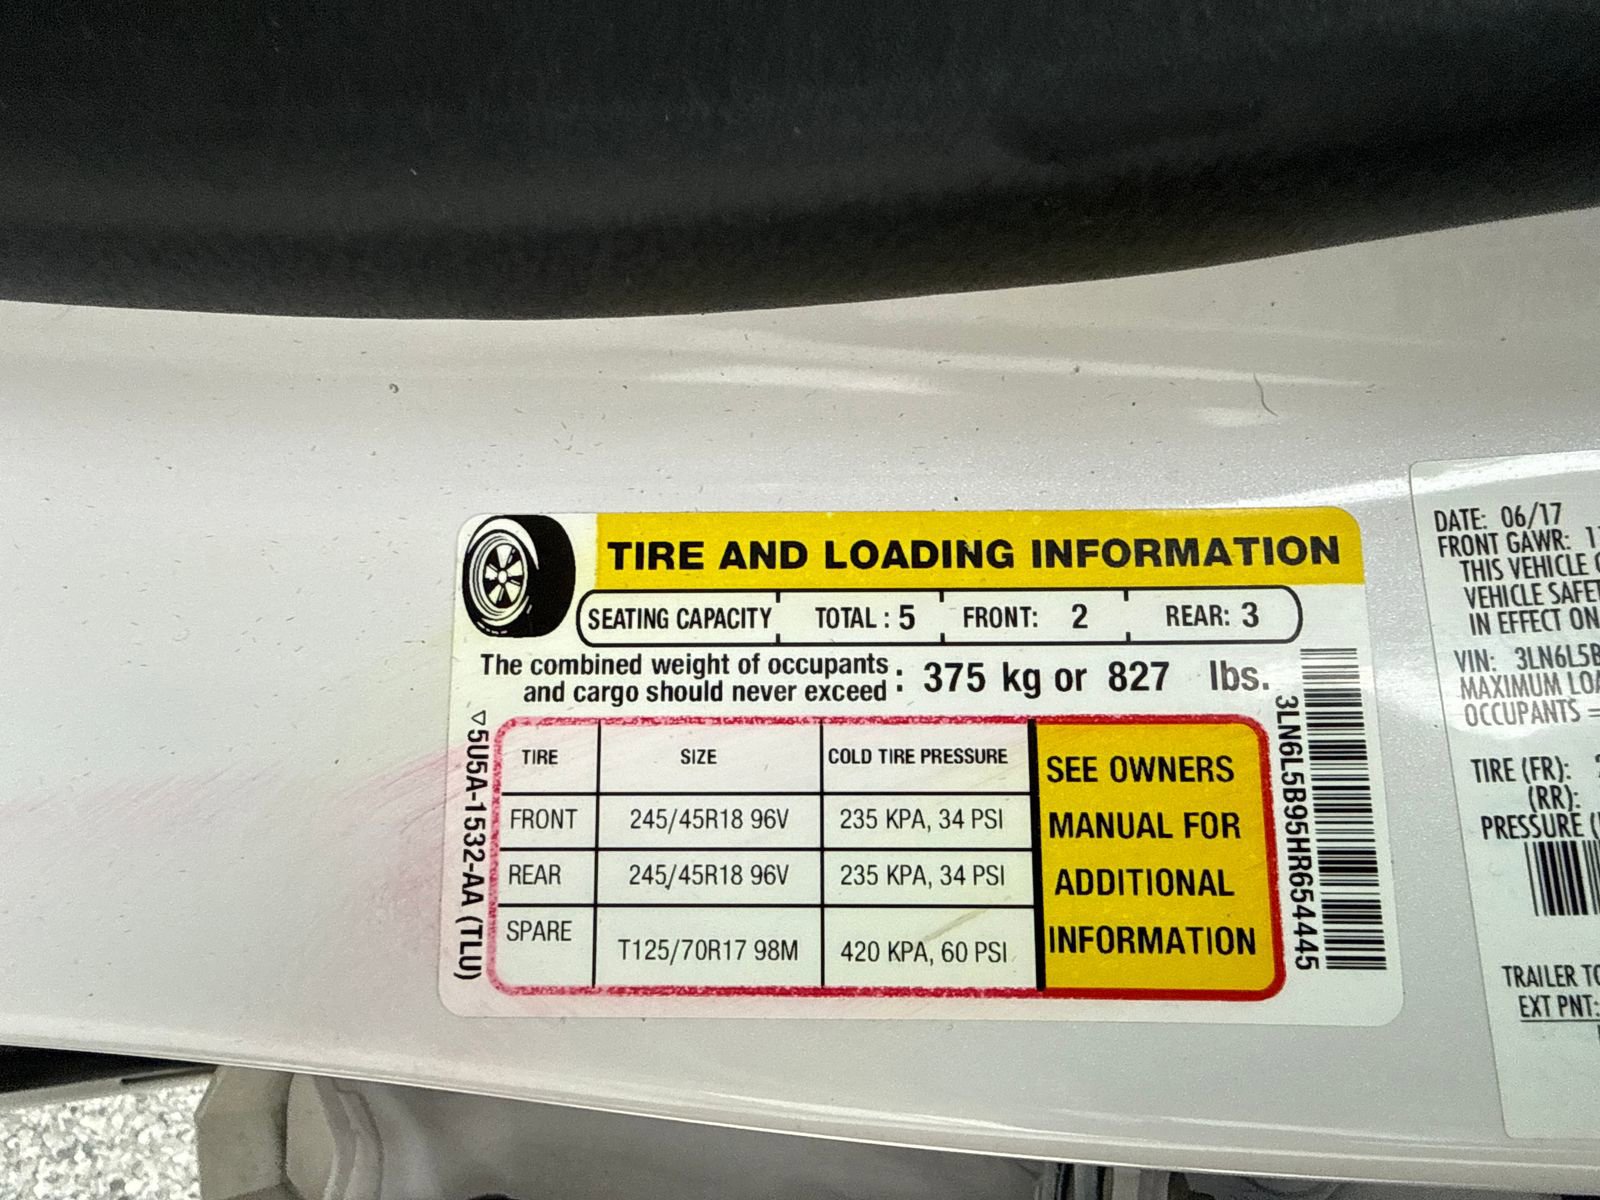 TIRE AND LOADING INFORMATION
SEATING CAPACITY TOTAL : 5 FRONT: 2 REAR: 3
The combined weight of occupants
and cargo should never exceed : 375 kg or 827 lbs.
TIRE SIZE COLD TIRE PRESSURE
FRONT 245/45R18 96V 235 KPA, 34 PSI
REAR 245/45R18 96V 235 KPA, 34 PSI
SPARE T125/70R17 98M 420 KPA, 60 PSI
SEE OWNERS
MANUAL FOR
ADDITIONAL
INFORMATION
5U5A-1532-AA (TLU)
3LN6L5B95HR654445
DATE: 06/17
FRONT GAWR:
THIS VEHICLE
VEHICLE SAFE
IN EFFECT ON
VIN: 3LN6L5B
MAXIMUM LOA
OCCUPANTS =
TIRE (FR):
(RR):
PRESSURE (
TRAILER TO
EXT PNT: